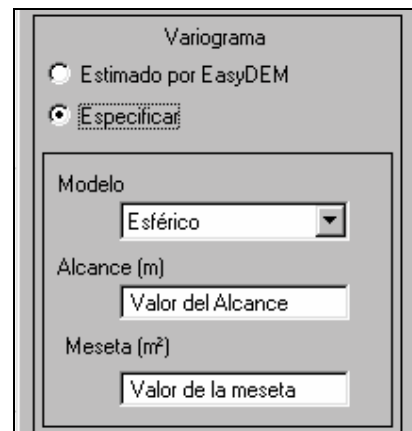 Variograma
Estimado por EasyDEM
Especificar
Modelo
Esférico
Alcance (m)
Valor del Alcance
Meseta (m²)
Valor de la meseta